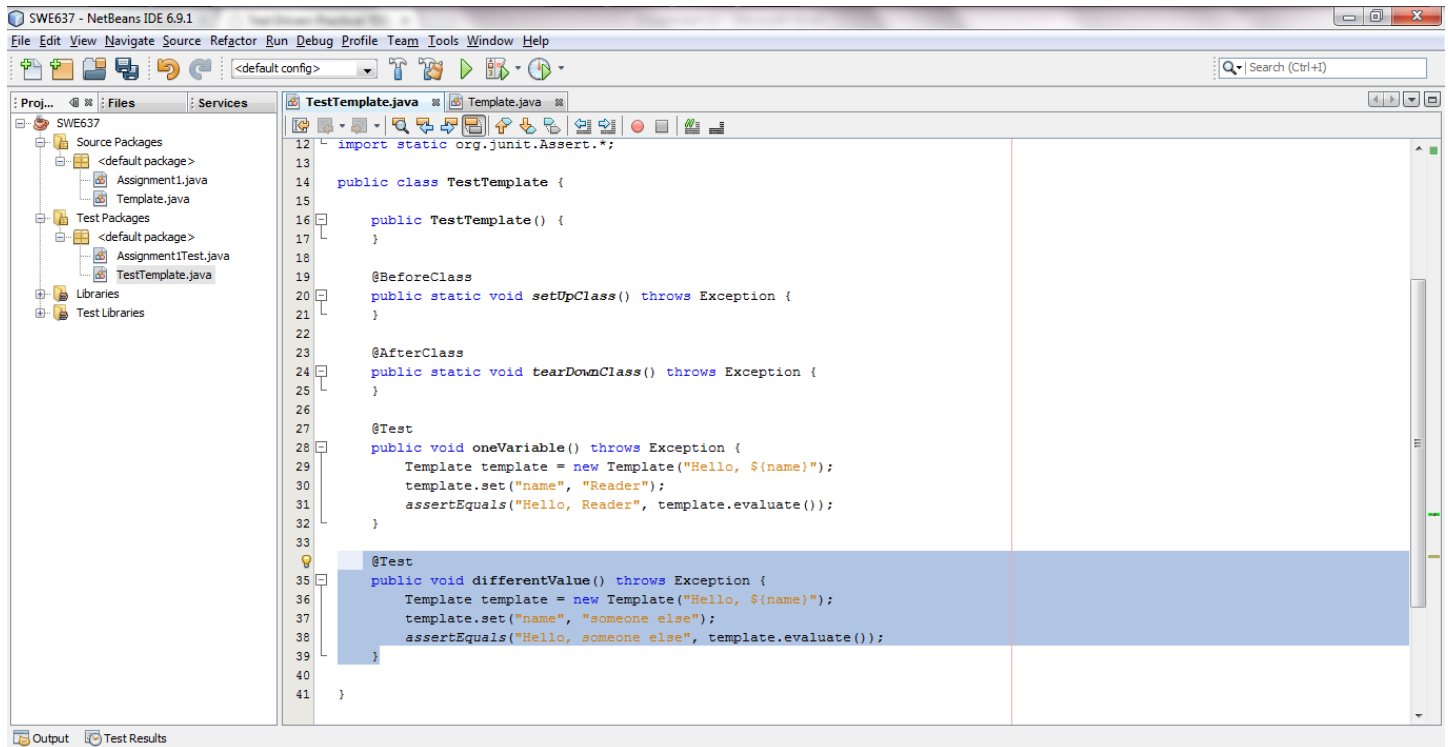 SWE637 - NetBeans IDE 6.9.1
File Edit View Navigate Source Refactor Run Debug Profile Team Tools Window Help
<default config>
Search (Ctrl+I)
Proj... Files Services
TestTemplate.java Template.java
SWE637
Source Packages
<default package>
Assignment1.java
Template.java
Test Packages
<default package>
Assignment1Test.java
TestTemplate.java
Libraries
Test Libraries
12 import static org.junit.Assert.*;
13
14 public class TestTemplate {
15
16 public TestTemplate() {
17 }
18
19 @BeforeClass
20 public static void setUpClass() throws Exception {
21 }
22
23 @AfterClass
24 public static void tearDownClass() throws Exception {
25 }
26
27 @Test
28 public void oneVariable() throws Exception {
29 Template template = new Template("Hello, ${name}");
30 template.set("name", "Reader");
31 assertEquals("Hello, Reader", template.evaluate());
32 }
33
@Test
35 public void differentValue() throws Exception {
36 Template template = new Template("Hello, ${name}");
37 template.set("name", "someone else");
38 assertEquals("Hello, someone else", template.evaluate());
39 }
40
41 }
Output Test Results